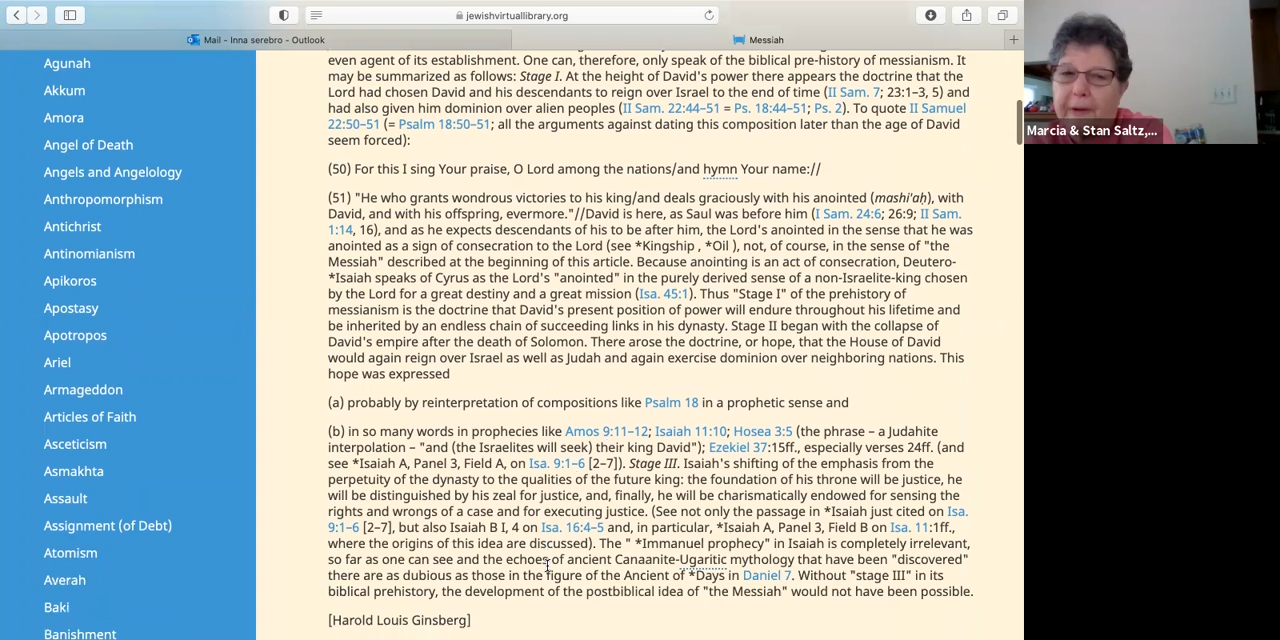 jewishvirtuallibrary.org
Mail - Inna serebro - Outlook
Messiah
Agunah
Akkum
Amora
Angel of Death
Angels and Angelology
Anthropomorphism
Antichrist
Antinomianism
Apikoros
Apostasy
Apotropos
Ariel
Armageddon
Articles of Faith
Asceticism
Asmakhta
Assault
Assignment (of Debt)
Atomism
Averah
Baki
Banishment
even agent of its establishment. One can, therefore, only speak of the biblical pre-history of messianism. It
may be summarized as follows: Stage I. At the height of David's power there appears the doctrine that the
Lord had chosen David and his descendants to reign over Israel to the end of time (II Sam. 7; 23:1–3, 5) and
had also given him dominion over alien peoples (II Sam. 22:44–51 = Ps. 18:44–51; Ps. 2). To quote II Samuel
22:50–51 (= Psalm 18:50–51; all the arguments against dating this composition later than the age of David
seem forced):
(50) For this I sing Your praise, O Lord among the nations/and hymn Your name://
(51) "He who grants wondrous victories to his king/and deals graciously with his anointed (mashi'aḥ), with
David, and with his offspring, evermore."//David is here, as Saul was before him (I Sam. 24:6; 26:9; II Sam.
1:14, 16), and as he expects descendants of his to be after him, the Lord's anointed in the sense that he was
anointed as a sign of consecration to the Lord (see *Kingship , *Oil ), not, of course, in the sense of "the
Messiah" described at the beginning of this article. Because anointing is an act of consecration, Deutero-
*Isaiah speaks of Cyrus as the Lord's "anointed" in the purely derived sense of a non-Israelite-king chosen
by the Lord for a great destiny and a great mission (Isa. 45:1). Thus "Stage I" of the prehistory of
messianism is the doctrine that David's present position of power will endure throughout his lifetime and
be inherited by an endless chain of succeeding links in his dynasty. Stage II began with the collapse of
David's empire after the death of Solomon. There arose the doctrine, or hope, that the House of David
would again reign over Israel as well as Judah and again exercise dominion over neighboring nations. This
hope was expressed
(a) probably by reinterpretation of compositions like Psalm 18 in a prophetic sense and
(b) in so many words in prophecies like Amos 9:11–12; Isaiah 11:10; Hosea 3:5 (the phrase – a Judahite
interpolation – "and (the Israelites will seek) their king David"); Ezekiel 37:15ff., especially verses 24ff. (and
see *Isaiah A, Panel 3, Field A, on Isa. 9:1–6 [2–7]). Stage III. Isaiah's shifting of the emphasis from the
perpetuity of the dynasty to the qualities of the future king: the foundation of his throne will be justice, he
will be distinguished by his zeal for justice, and, finally, he will be charismatically endowed for sensing the
rights and wrongs of a case and for executing justice. (See not only the passage in *Isaiah just cited on Isa.
9:1–6 [2–7], but also Isaiah B I, 4 on Isa. 16:4–5 and, in particular, *Isaiah A, Panel 3, Field B on Isa. 11:1ff.,
where the origins of this idea are discussed). The " *Immanuel prophecy" in Isaiah is completely irrelevant,
so far as one can see and the echoes of ancient Canaanite-Ugaritic mythology that have been "discovered"
there are as dubious as those in the figure of the Ancient of *Days in Daniel 7. Without "stage III" in its
biblical prehistory, the development of the postbiblical idea of "the Messiah" would not have been possible.
[Harold Louis Ginsberg]
Marcia & Stan Saltz,...